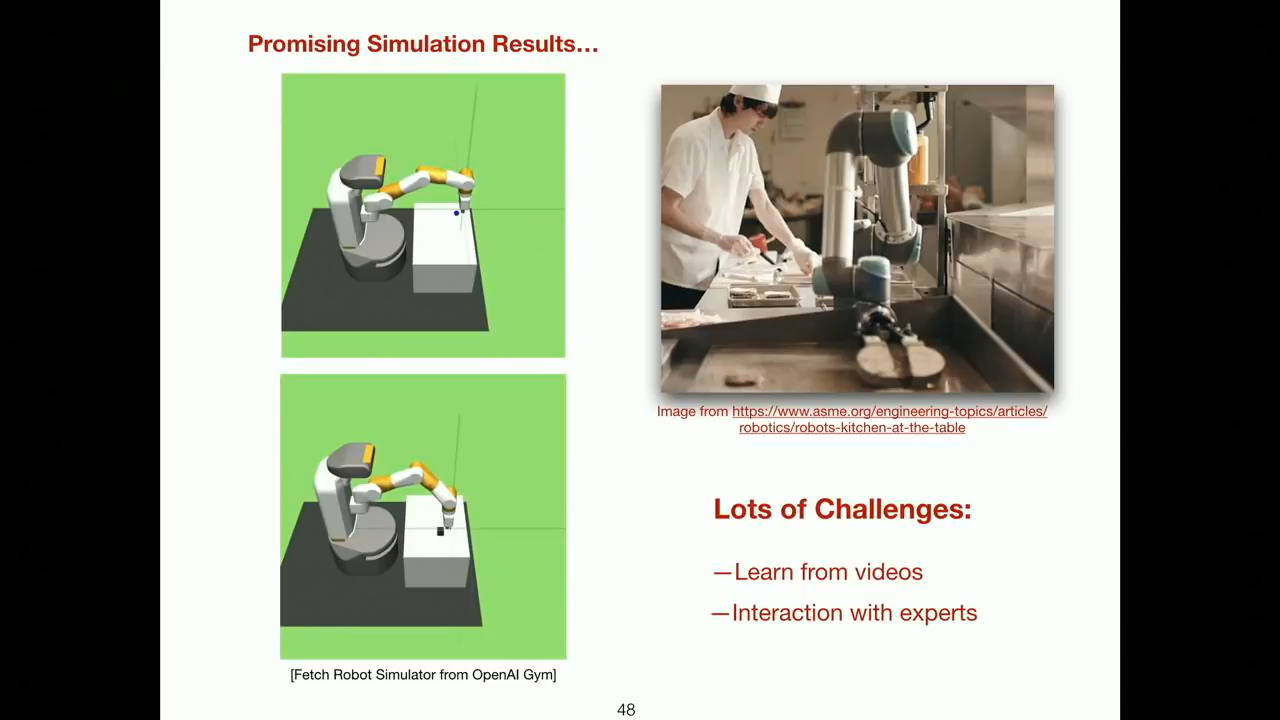 Promising Simulation Results...
Image from https://www.asme.org/engineering-topics/articles/
robotics/robots-kitchen-at-the-table
Lots of Challenges:
—Learn from videos
—Interaction with experts
[Fetch Robot Simulator from OpenAI Gym]
48